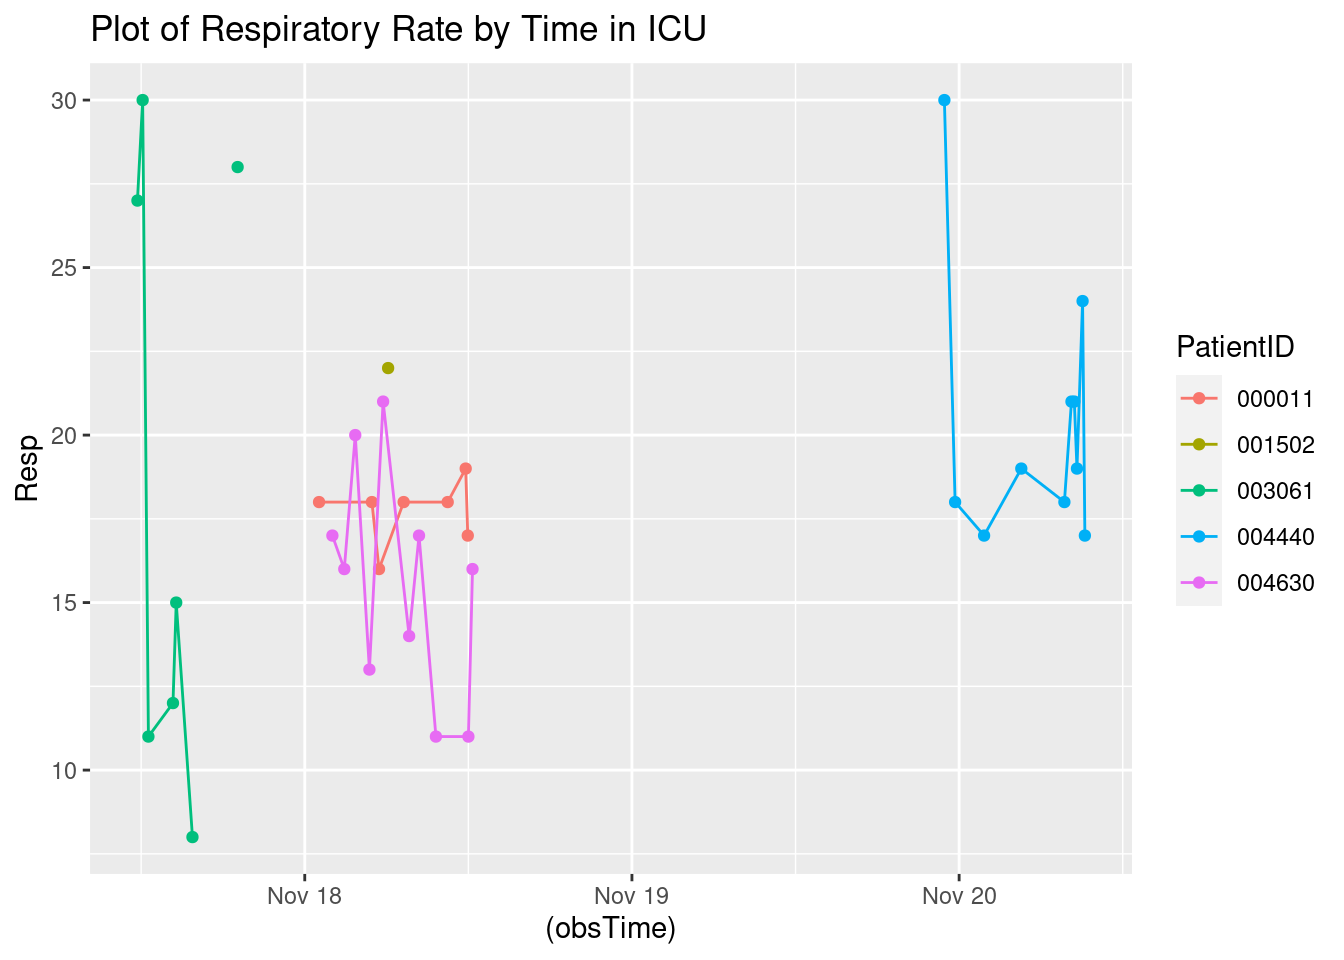 Plot of Respiratory Rate by Time in ICU
30
25
20
15
10
Resp
Nov 18
Nov 19
Nov 20
(obsTime)
PatientID
000011
001502
003061
004440
004630